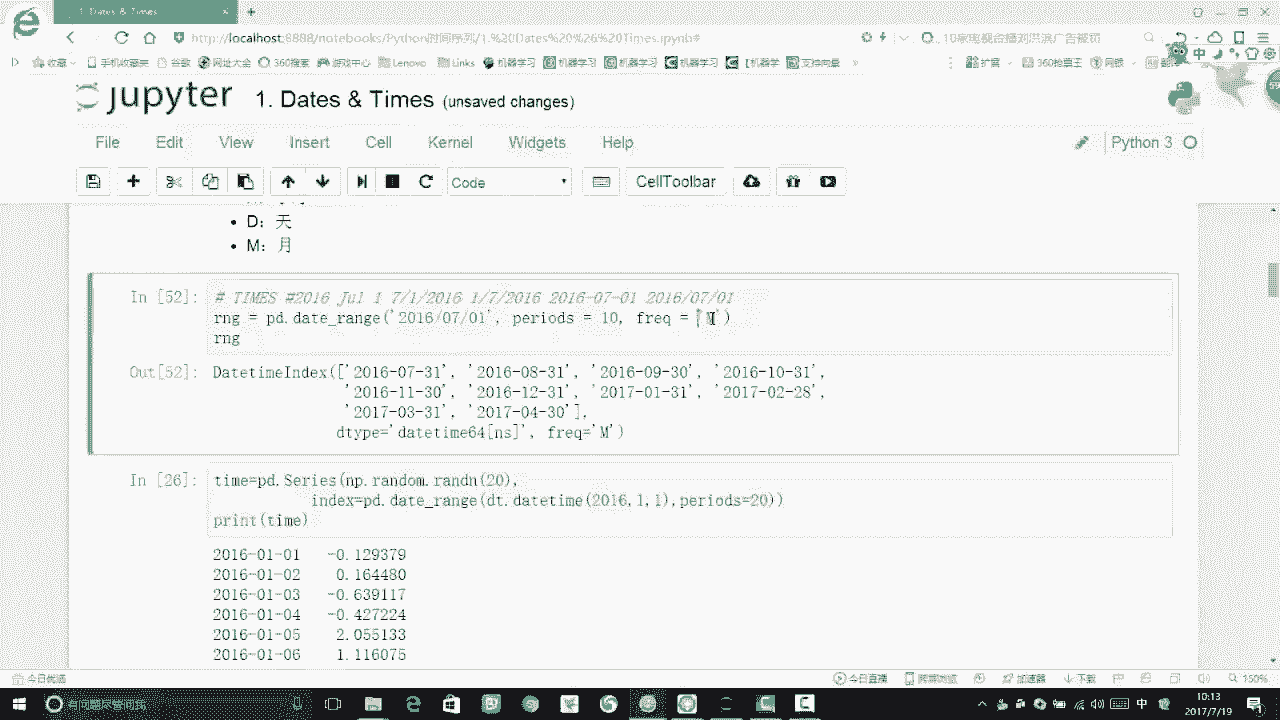 1. Dates & Times
http://localhost:8888/notebooks/Python时间序列/1.%20Dates%20%26%20Times.ipynb#
收藏 手机收藏夹 谷歌 网址大全 360搜索 游戏中心 Lenovo Links 机器学习 机器学习 机器学习 机器学习 【机器学 支持向量 »
扩展 网银
jupyter 1. Dates & Times (unsaved changes)
File Edit View Insert Cell Kernel Widgets Help
Python 3
Code
CellToolbar
D：天
M：月
In [52]:
# TIMES #2016 Jul 1 7/1/2016 1/7/2016 2016-07-01 2016/07/01
rng = pd.date_range('2016/07/01', periods = 10, freq = 'M')
rng
Out[52]:
DatetimeIndex(['2016-07-31', '2016-08-31', '2016-09-30', '2016-10-31',
'2016-11-30', '2016-12-31', '2017-01-31', '2017-02-28',
'2017-03-31', '2017-04-30'],
dtype='datetime64[ns]', freq='M')
In [26]:
time=pd.Series(np.random.randn(20),
index=pd.date_range(dt.datetime(2016,1,1),periods=20))
print(time)
2016-01-01 -0.129379
2016-01-02 0.164480
2016-01-03 -0.639117
2016-01-04 -0.427224
2016-01-05 2.055133
2016-01-06 1.116075
今日优选
今日直播 加速器 下载 150%
有问题尽管问我
中
10:13
2017/7/19